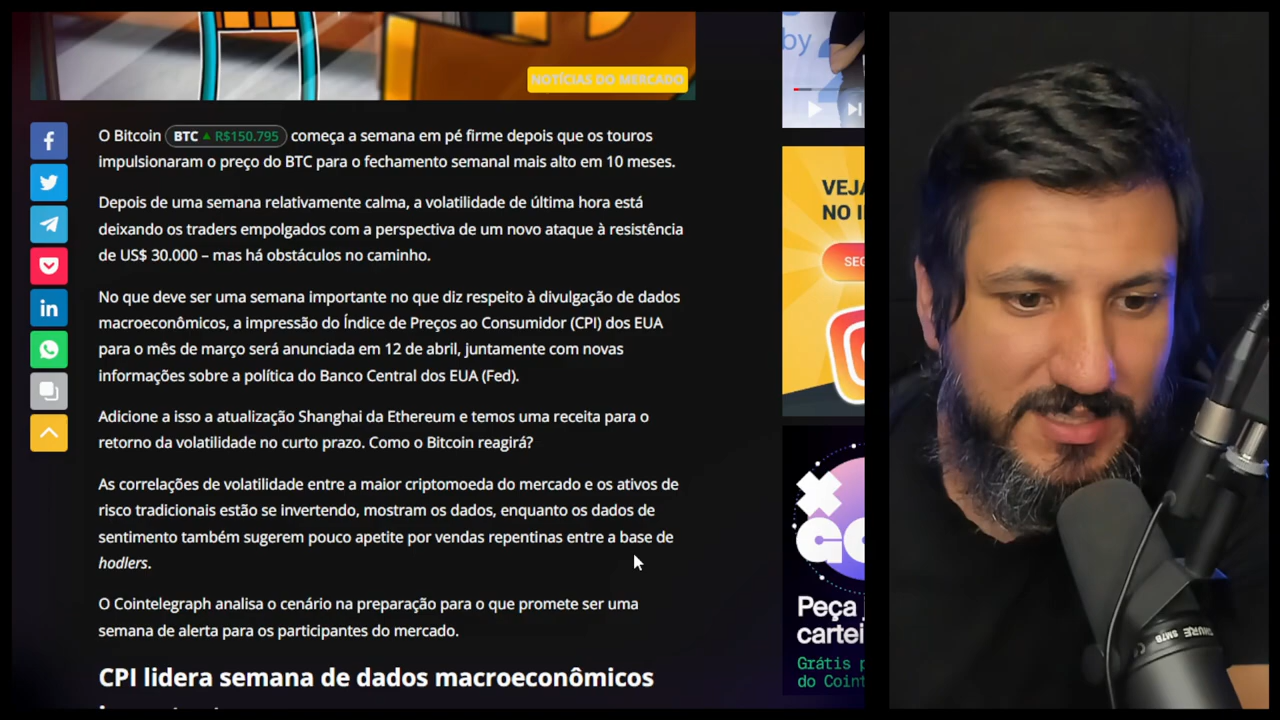 by
NOTÍCIAS DO MERCADO
O Bitcoin BTC R$150.795 começa a semana em pé firme depois que os touros
impulsionaram o preço do BTC para o fechamento semanal mais alto em 10 meses.
Depois de uma semana relativamente calma, a volatilidade de última hora está
deixando os traders empolgados com a perspectiva de um novo ataque à resistência
de US$ 30.000 – mas há obstáculos no caminho.
No que deve ser uma semana importante no que diz respeito à divulgação de dados
macroeconômicos, a impressão do Índice de Preços ao Consumidor (CPI) dos EUA
para o mês de março será anunciada em 12 de abril, juntamente com novas
informações sobre a política do Banco Central dos EUA (Fed).
Adicione a isso a atualização Shanghai da Ethereum e temos uma receita para o
retorno da volatilidade no curto prazo. Como o Bitcoin reagirá?
As correlações de volatilidade entre a maior criptomoeda do mercado e os ativos de
risco tradicionais estão se invertendo, mostram os dados, enquanto os dados de
sentimento também sugerem pouco apetite por vendas repentinas entre a base de
hodlers.
O Cointelegraph analisa o cenário na preparação para o que promete ser uma
semana de alerta para os participantes do mercado.
CPI lidera semana de dados macroeconômicos
VEJA
NO I
SEG
Peça
cartei
Grátis p
do Coint
SHURE SM7B